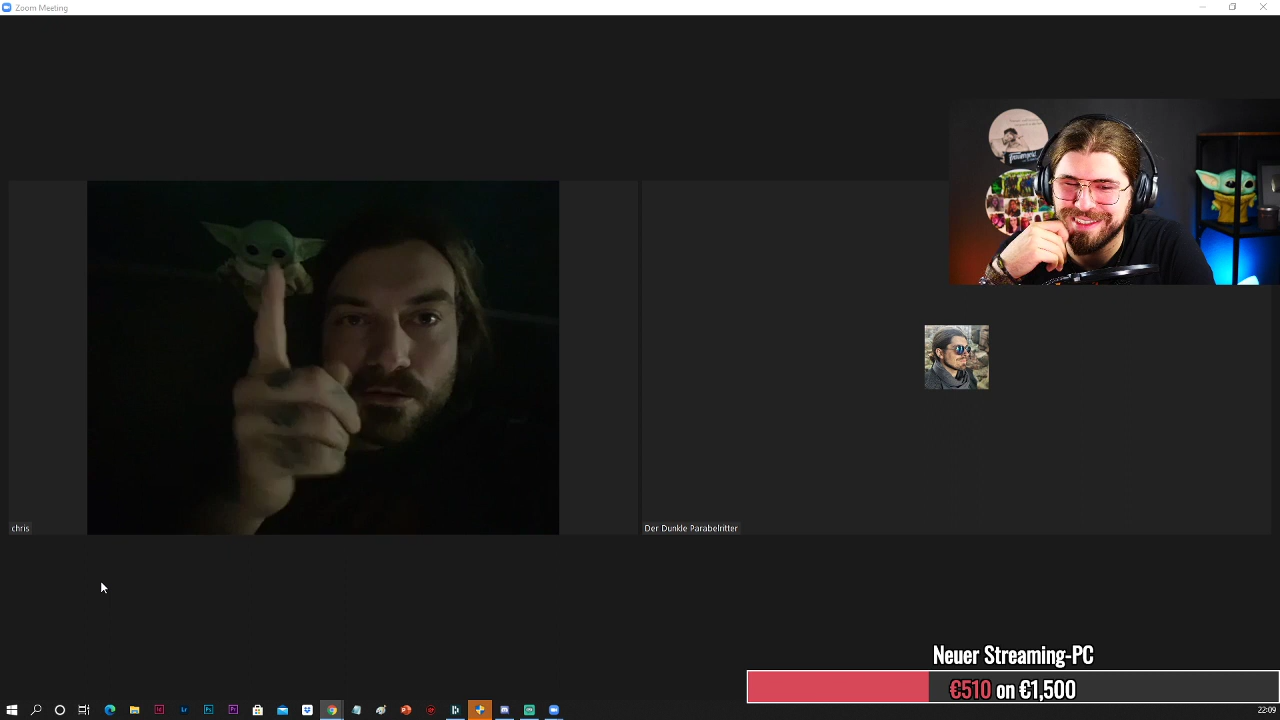 Zoom Meeting
chris
Der Dunkle Parabelritter
Neuer Streaming-PC
€510 on €1,500
22:09